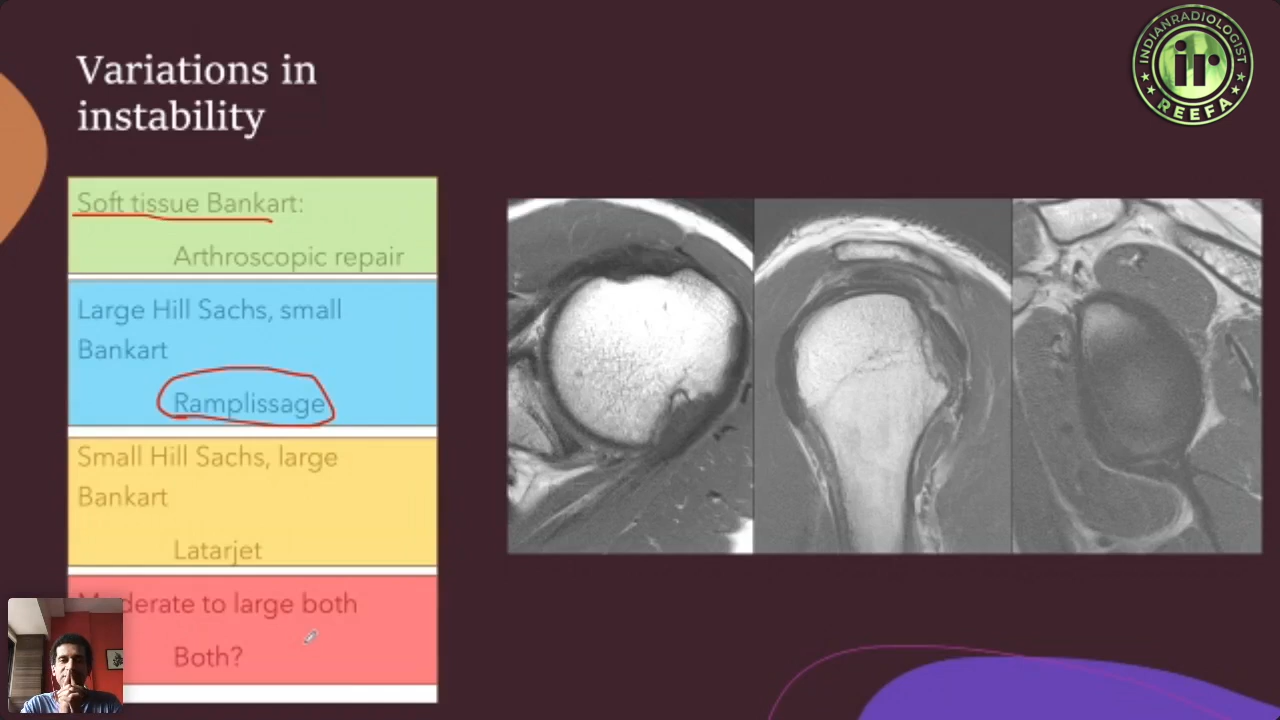 Variations in
instability
INDIANRADIOLOGIST
ir
REEFA
Soft tissue Bankart:
Arthroscopic repair
Large Hill Sachs, small
Bankart
Ramplissage
Small Hill Sachs, large
Bankart
Latarjet
to large both
Both?